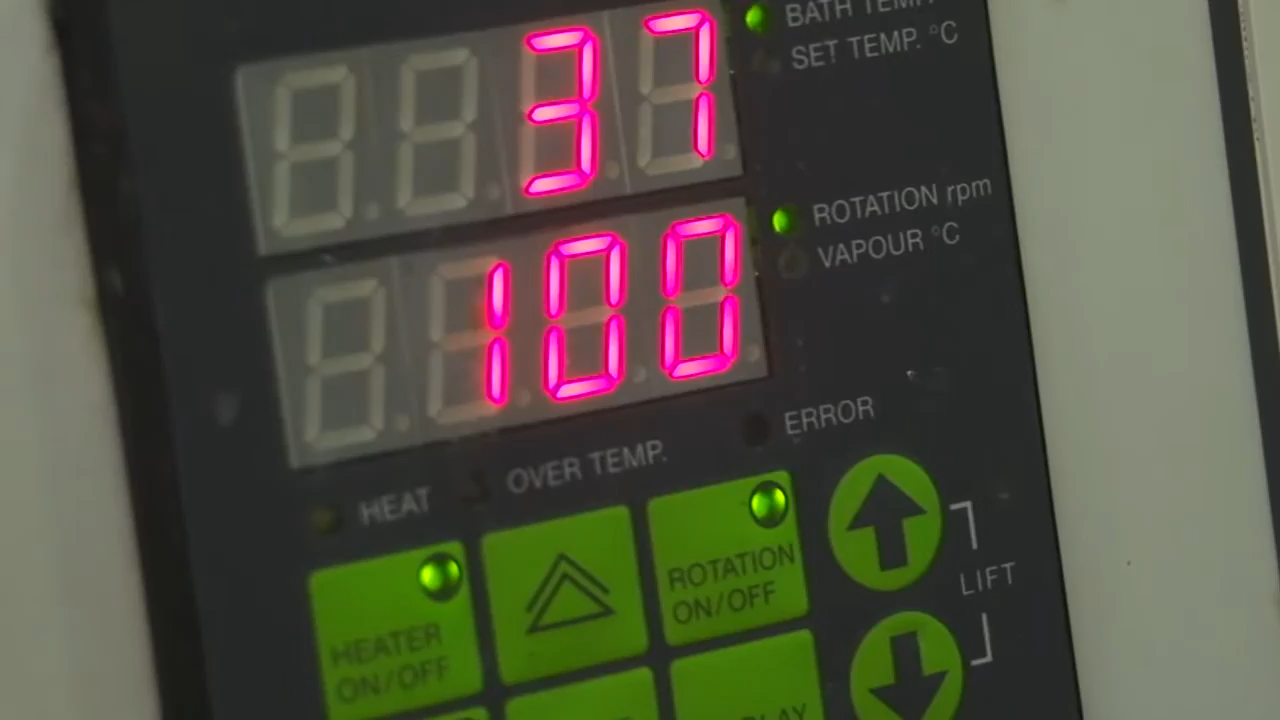 37
BATH TEMP.
SET TEMP. °C
100
ROTATION rpm
VAPOUR °C
HEAT
OVER TEMP.
ERROR
HEATER
ON/OFF
ROTATION
ON/OFF
LIFT